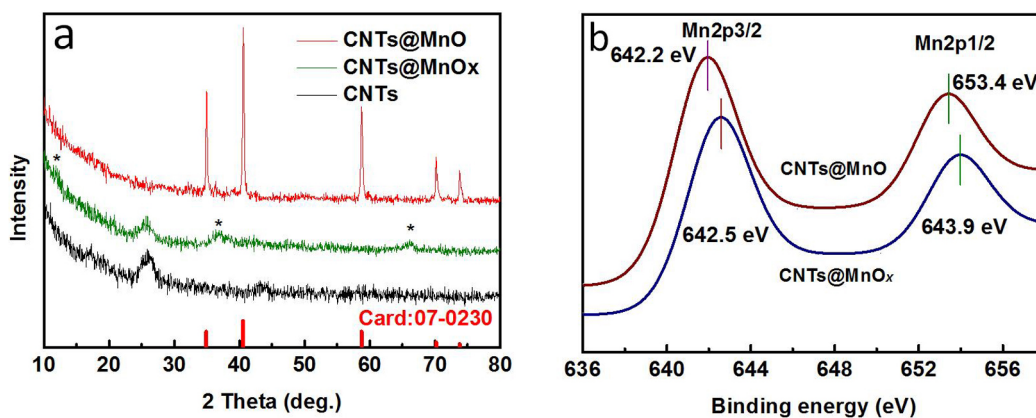 a
CNTs@MnO
CNTs@MnOx
CNTs
*
*
*
Card:07-0230
Intensity
10 20 30 40 50 60 70 80
2 Theta (deg.)
b
Mn2p3/2
642.2 eV
Mn2p1/2
653.4 eV
CNTs@MnO
642.5 eV
643.9 eV
CNTs@MnOx
636 640 644 648 652 656
Binding energy (eV)